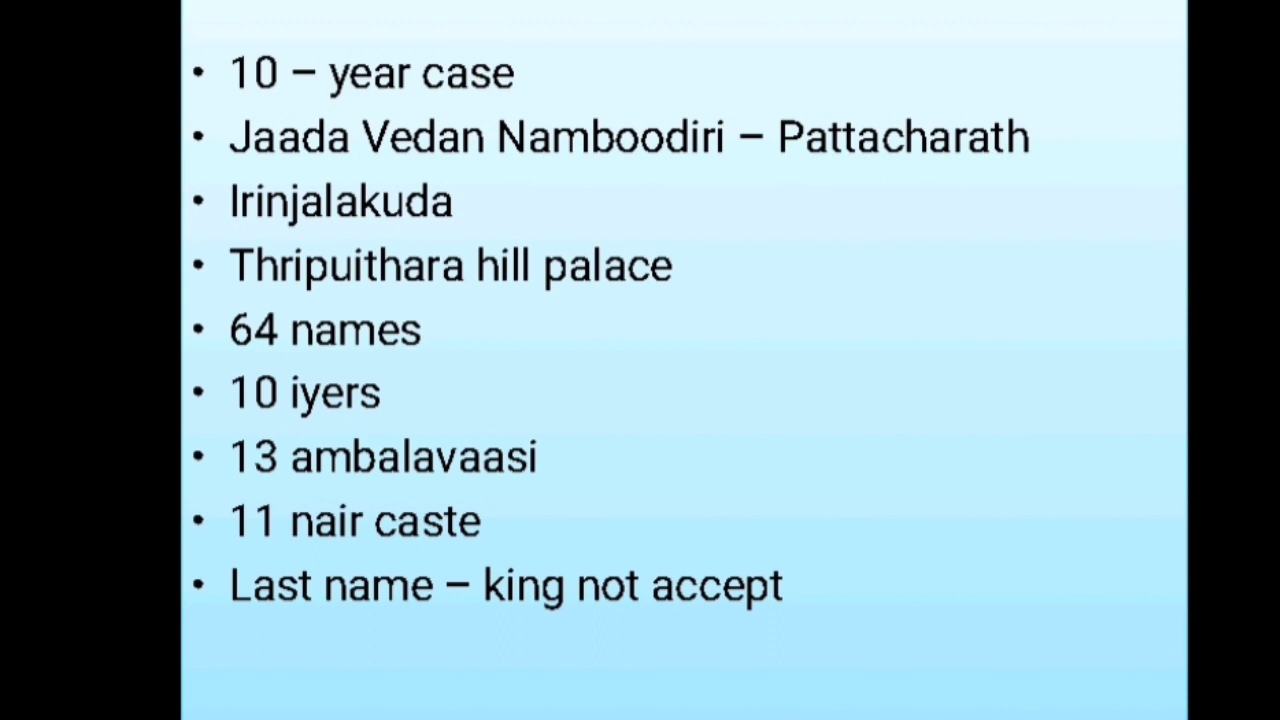 • 10 – year case
• Jaada Vedan Namboodiri – Pattacharath
• Irinjalakuda
• Thripuithara hill palace
• 64 names
• 10 iyers
• 13 ambalavaasi
• 11 nair caste
• Last name – king not accept